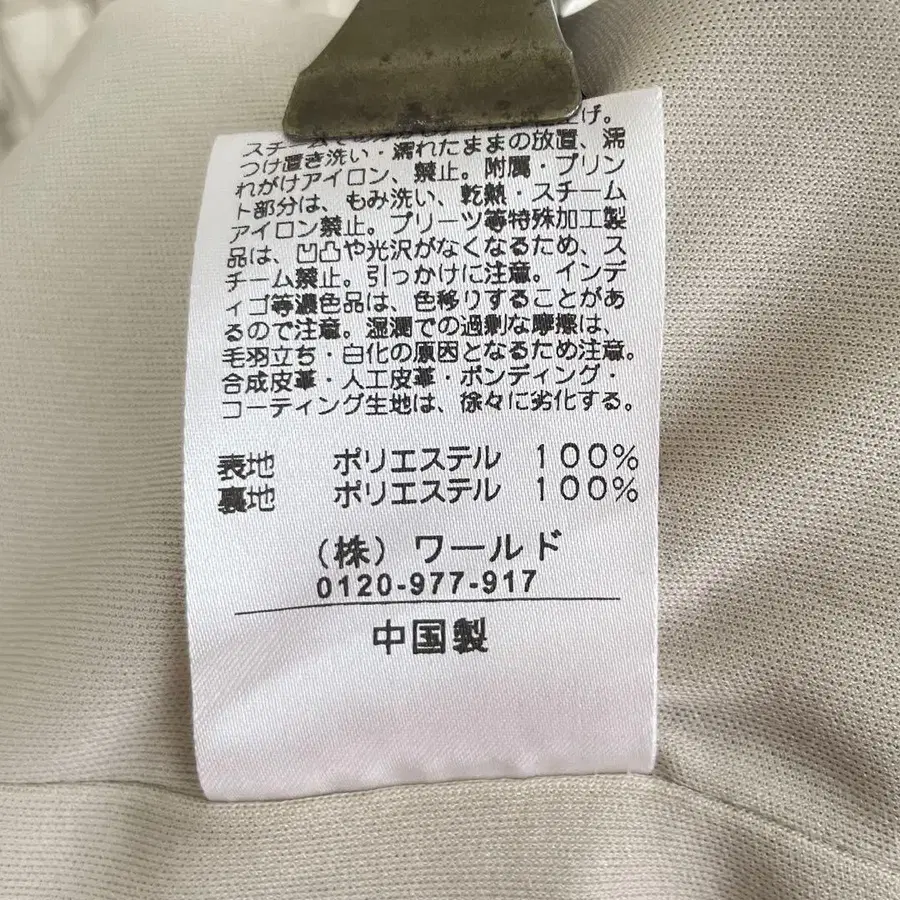 上げ。
つけ置き洗い・濡れたままの放置、濡
れがけアイロン、禁止。附属・プリン
ト部分は、もみ洗い、乾熱・スチーム
アイロン禁止。プリーツ等特殊加工製
品は、凹凸や光沢がなくなるため、ス
チーム禁止。引っかけに注意。インデ
ィゴ等濃色品は、色移りすることがあ
るので注意。湿潤での過剰な摩擦は、
毛羽立ち・白化の原因となるため注意。
合成皮革・人工皮革・ボンディング・
コーティング生地は、徐々に劣化する。
表地 ポリエステル 100%
裏地 ポリエステル 100%
(株) ワールド
0120-977-917
中国製